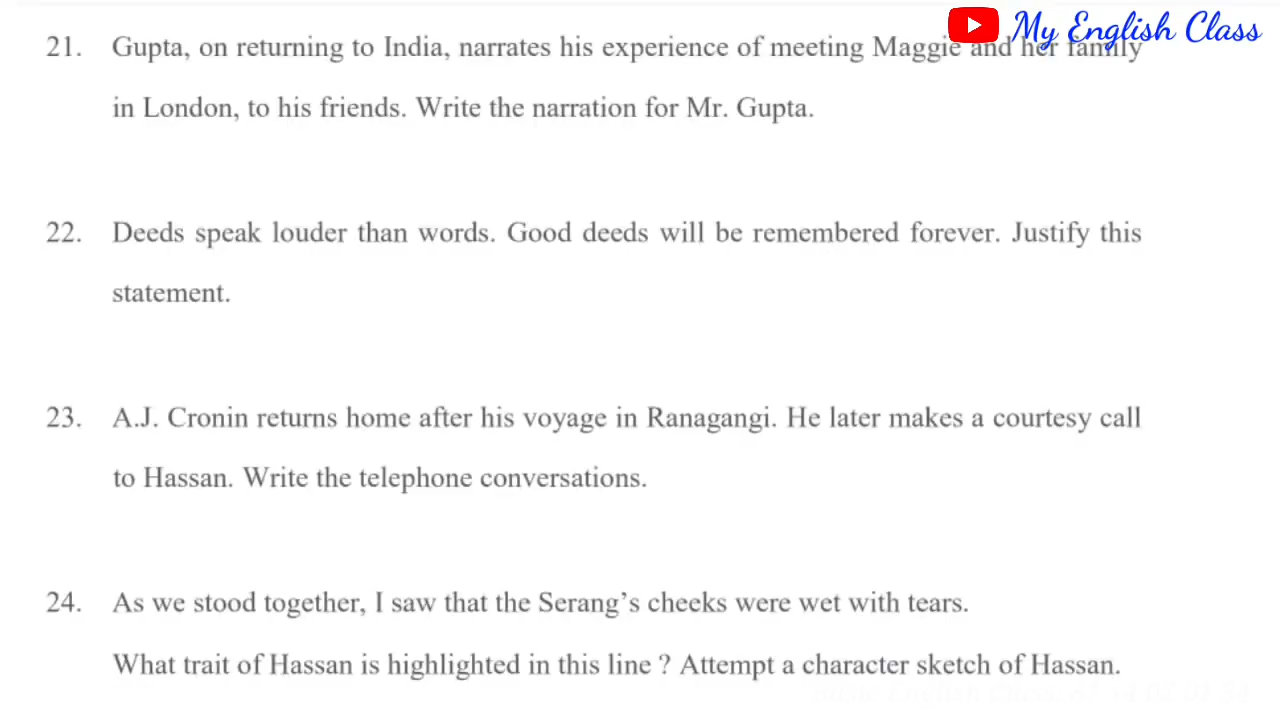 My English Class
21. Gupta, on returning to India, narrates his experience of meeting Maggie and her family
in London, to his friends. Write the narration for Mr. Gupta.
22. Deeds speak louder than words. Good deeds will be remembered forever. Justify this
statement.
23. A.J. Cronin returns home after his voyage in Ranagangi. He later makes a courtesy call
to Hassan. Write the telephone conversations.
24. As we stood together, I saw that the Serang’s cheeks were wet with tears.
What trait of Hassan is highlighted in this line ? Attempt a character sketch of Hassan.